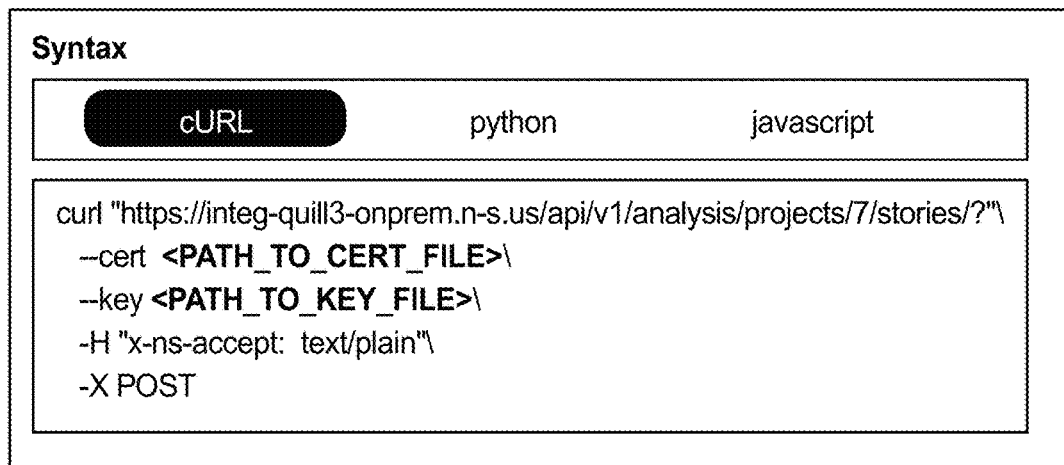 Syntax
cURL python javascript
curl "https://integ-quill3-onprem.n-s.us/api/v1/analysis/projects/7/stories/?"\
--cert <PATH_TO_CERT_FILE>\
--key <PATH_TO_KEY_FILE>\
-H "x-ns-accept: text/plain"\
-X POST